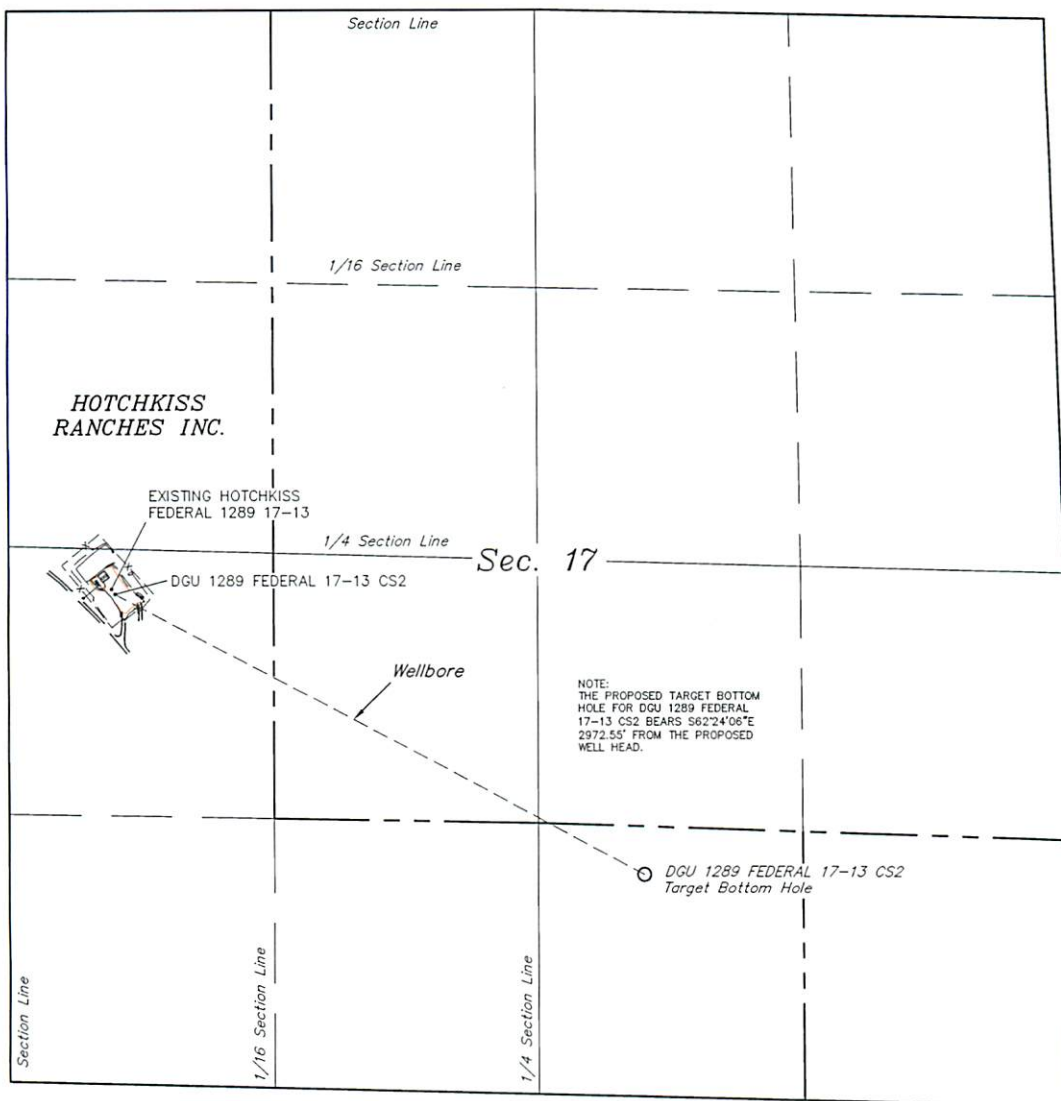 Section Line
1/16 Section Line
HOTCHKISS
RANCHES INC.
EXISTING HOTCHKISS
FEDERAL 1289 17-13
1/4 Section Line
Sec. 17
DGU 1289 FEDERAL 17-13 CS2
Wellbore
NOTE:
THE PROPOSED TARGET BOTTOM
HOLE FOR DGU 1289 FEDERAL
17-13 CS2 BEARS S62°24'06"E
2972.55' FROM THE PROPOSED
WELL HEAD.
DGU 1289 FEDERAL 17-13 CS2
Target Bottom Hole
Section Line
1/16 Section Line
1/4 Section Line